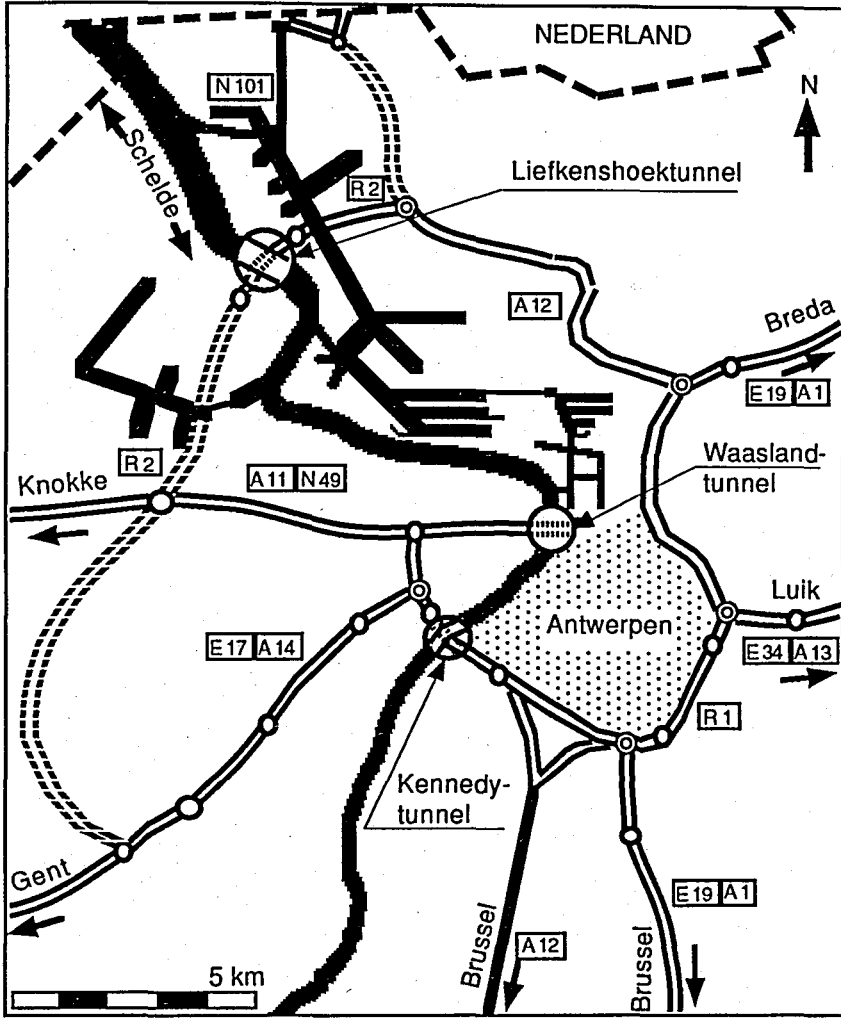 NEDERLAND
N 101
N
Schelde
Liefkenshoektunnel
R 2
A 12
Breda
E 19 A 1
Waasland-
tunnel
R 2
Knokke
A 11 N 49
Luik
Antwerpen
E 34 A 13
E 17 A 14
R 1
Kennedy-
tunnel
Gent
E 19 A 1
Brussel
A 12
Brussel
5 km